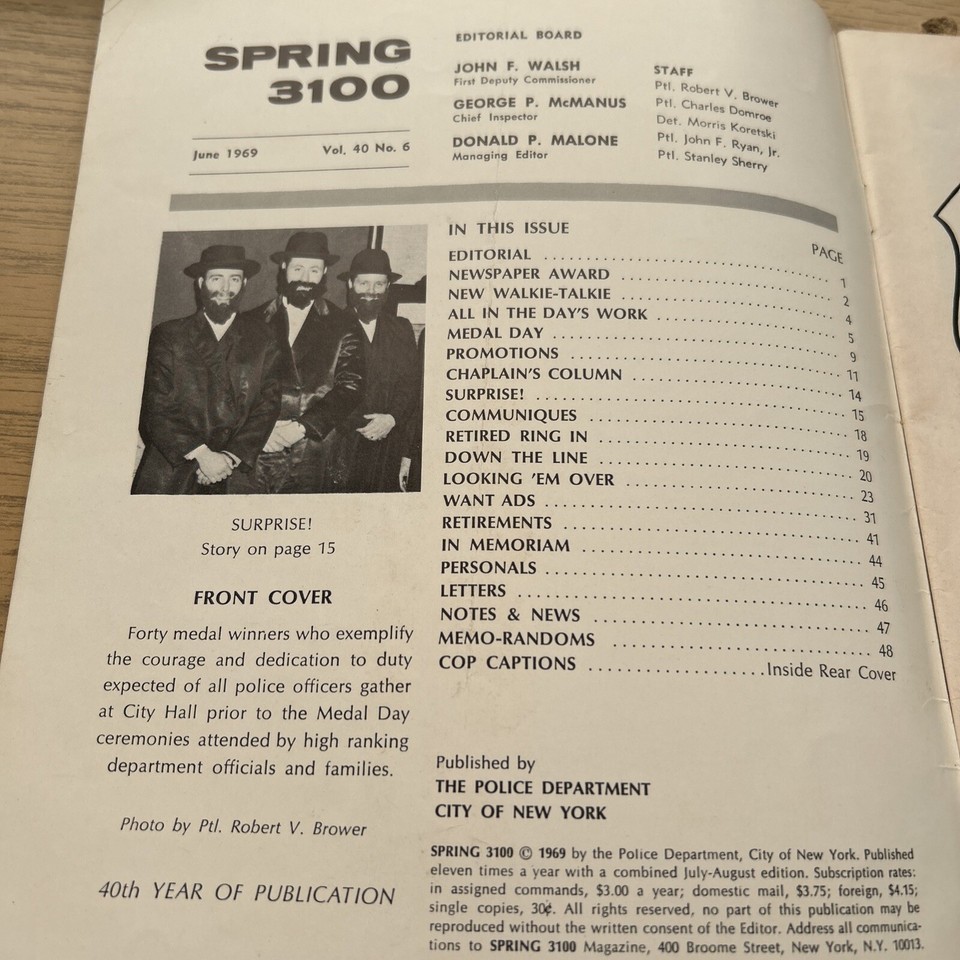 SPRING
3100
June 1969 Vol. 40 No. 6
EDITORIAL BOARD
JOHN F. WALSH
First Deputy Commissioner
GEORGE P. McMANUS
Chief Inspector
DONALD P. MALONE
Managing Editor
STAFF
Ptl. Robert V. Brower
Ptl. Charles Domroe
Det. Morris Koretski
Ptl. John F. Ryan, Jr.
Ptl. Stanley Sherry
SURPRISE!
Story on page 15
FRONT COVER
Forty medal winners who exemplify
the courage and dedication to duty
expected of all police officers gather
at City Hall prior to the Medal Day
ceremonies attended by high ranking
department officials and families.
Photo by Ptl. Robert V. Brower
40th YEAR OF PUBLICATION
IN THIS ISSUE
PAGE
EDITORIAL 1
NEWSPAPER AWARD 2
NEW WALKIE-TALKIE 4
ALL IN THE DAY'S WORK 5
MEDAL DAY 9
PROMOTIONS 11
CHAPLAIN'S COLUMN 14
SURPRISE! 15
COMMUNIQUES 18
RETIRED RING IN 19
DOWN THE LINE 20
LOOKING 'EM OVER 23
WANT ADS 31
RETIREMENTS 41
IN MEMORIAM 44
PERSONALS 45
LETTERS 46
NOTES & NEWS 47
MEMO-RANDOMS 48
COP CAPTIONS Inside Rear Cover
Published by
THE POLICE DEPARTMENT
CITY OF NEW YORK
SPRING 3100 © 1969 by the Police Department, City of New York. Published
eleven times a year with a combined July-August edition. Subscription rates:
in assigned commands, $3.00 a year; domestic mail, $3.75; foreign, $4.15;
single copies, 30¢. All rights reserved, no part of this publication may be
reproduced without the written consent of the Editor. Address all communica-
tions to SPRING 3100 Magazine, 400 Broome Street, New York, N.Y. 10013.